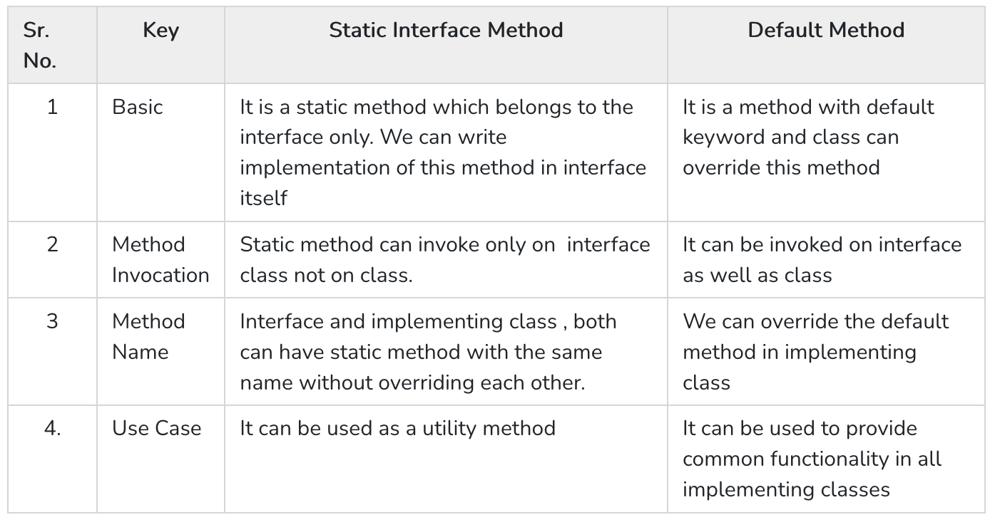 Sr. No.
Key
Static Interface Method
Default Method
1
Basic
It is a static method which belongs to the
interface only. We can write
implementation of this method in interface
itself
It is a method with default
keyword and class can
override this method
2
Method
Invocation
Static method can invoke only on  interface
class not on class.
It can be invoked on interface
as well as class
3
Method
Name
Interface and implementing class , both
can have static method with the same
name without overriding each other.
We can override the default
method in implementing
class
4.
Use Case
It can be used as a utility method
It can be used to provide
common functionality in all
implementing classes